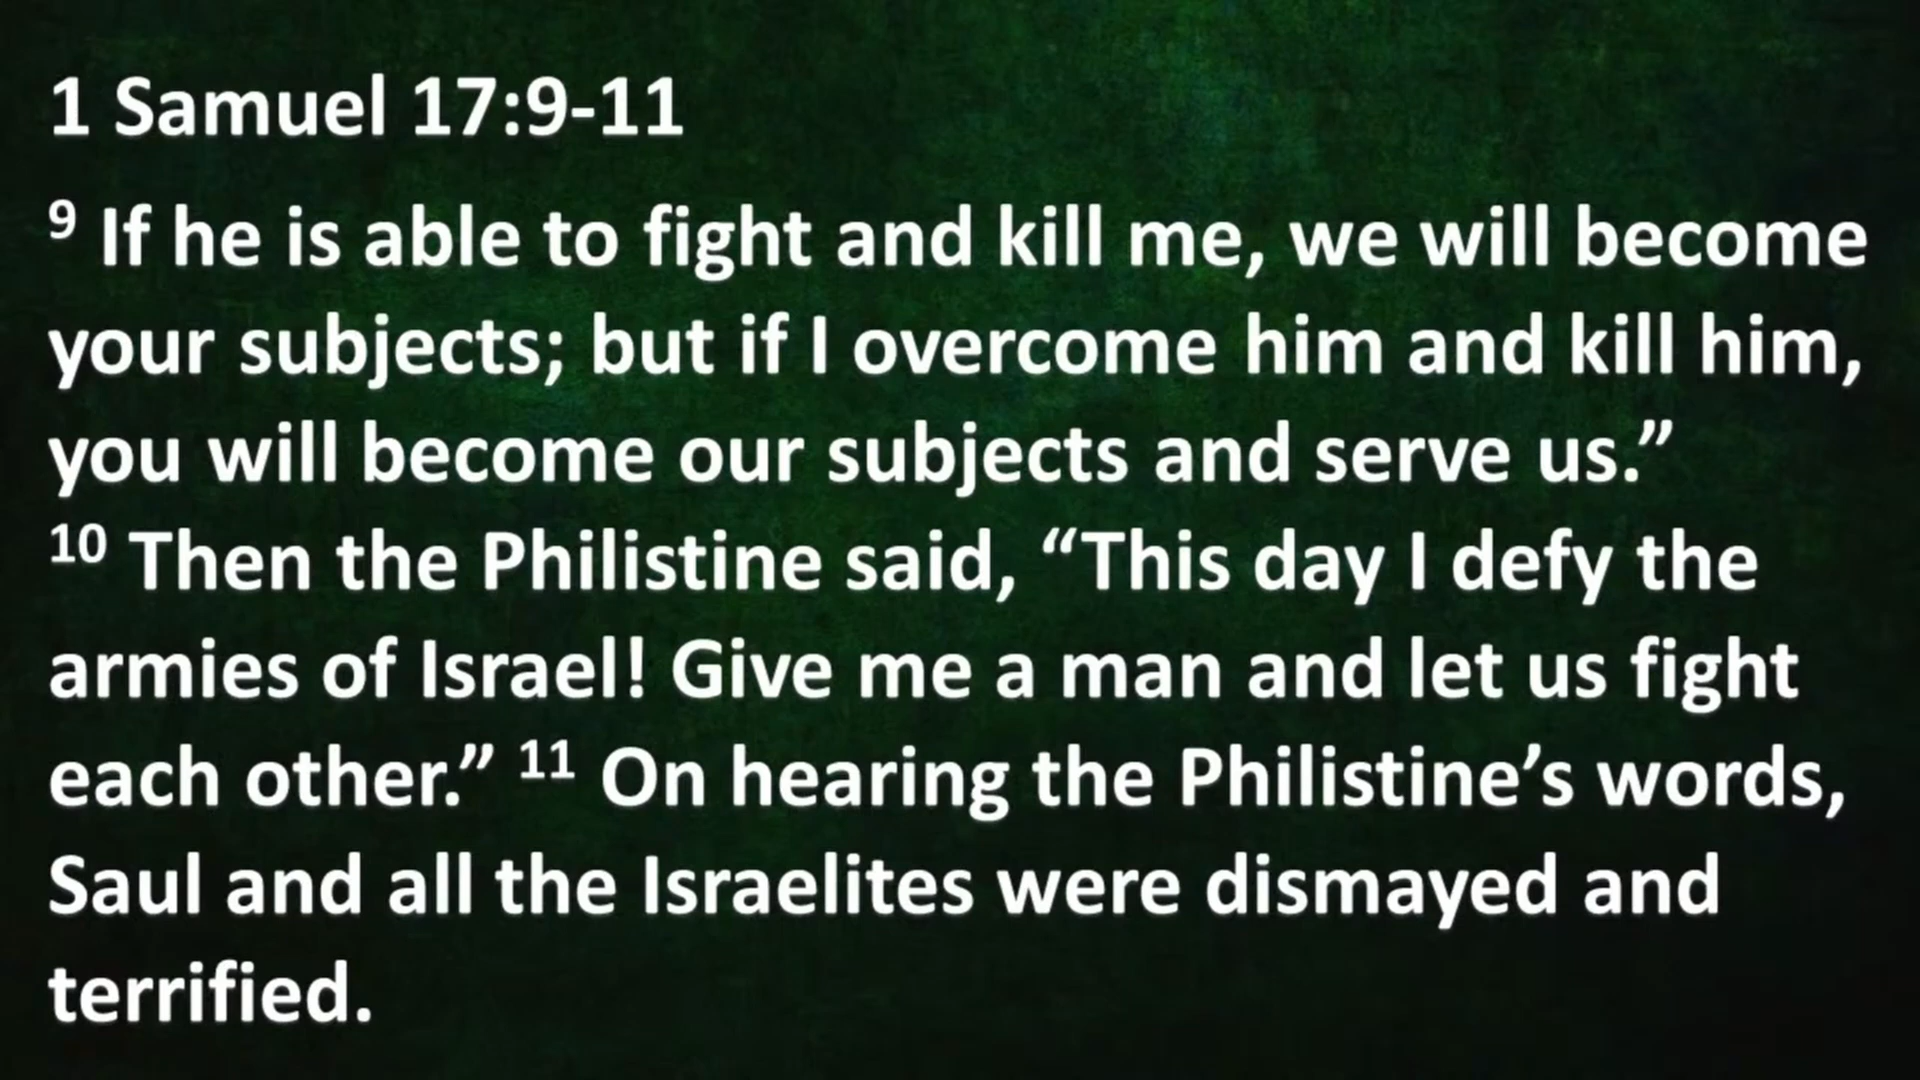 1 Samuel 17:9-11
9 If he is able to fight and kill me, we will become
your subjects; but if I overcome him and kill him,
you will become our subjects and serve us.”
10 Then the Philistine said, “This day I defy the
armies of Israel! Give me a man and let us fight
each other.” 11 On hearing the Philistine’s words,
Saul and all the Israelites were dismayed and
terrified.